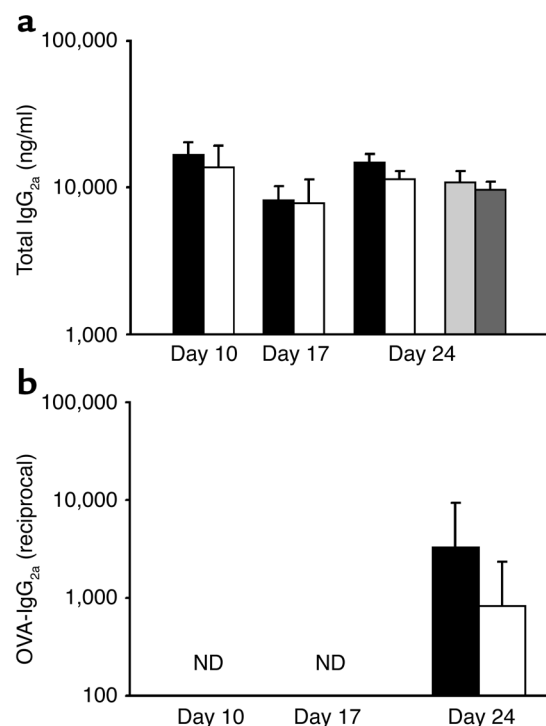 a
100,000
Total IgG2a (ng/ml)
10,000
1,000
Day 10 Day 17 Day 24
b
100,000
OVA-IgG2a (reciprocal)
10,000
1,000
ND ND
100
Day 10 Day 17 Day 24